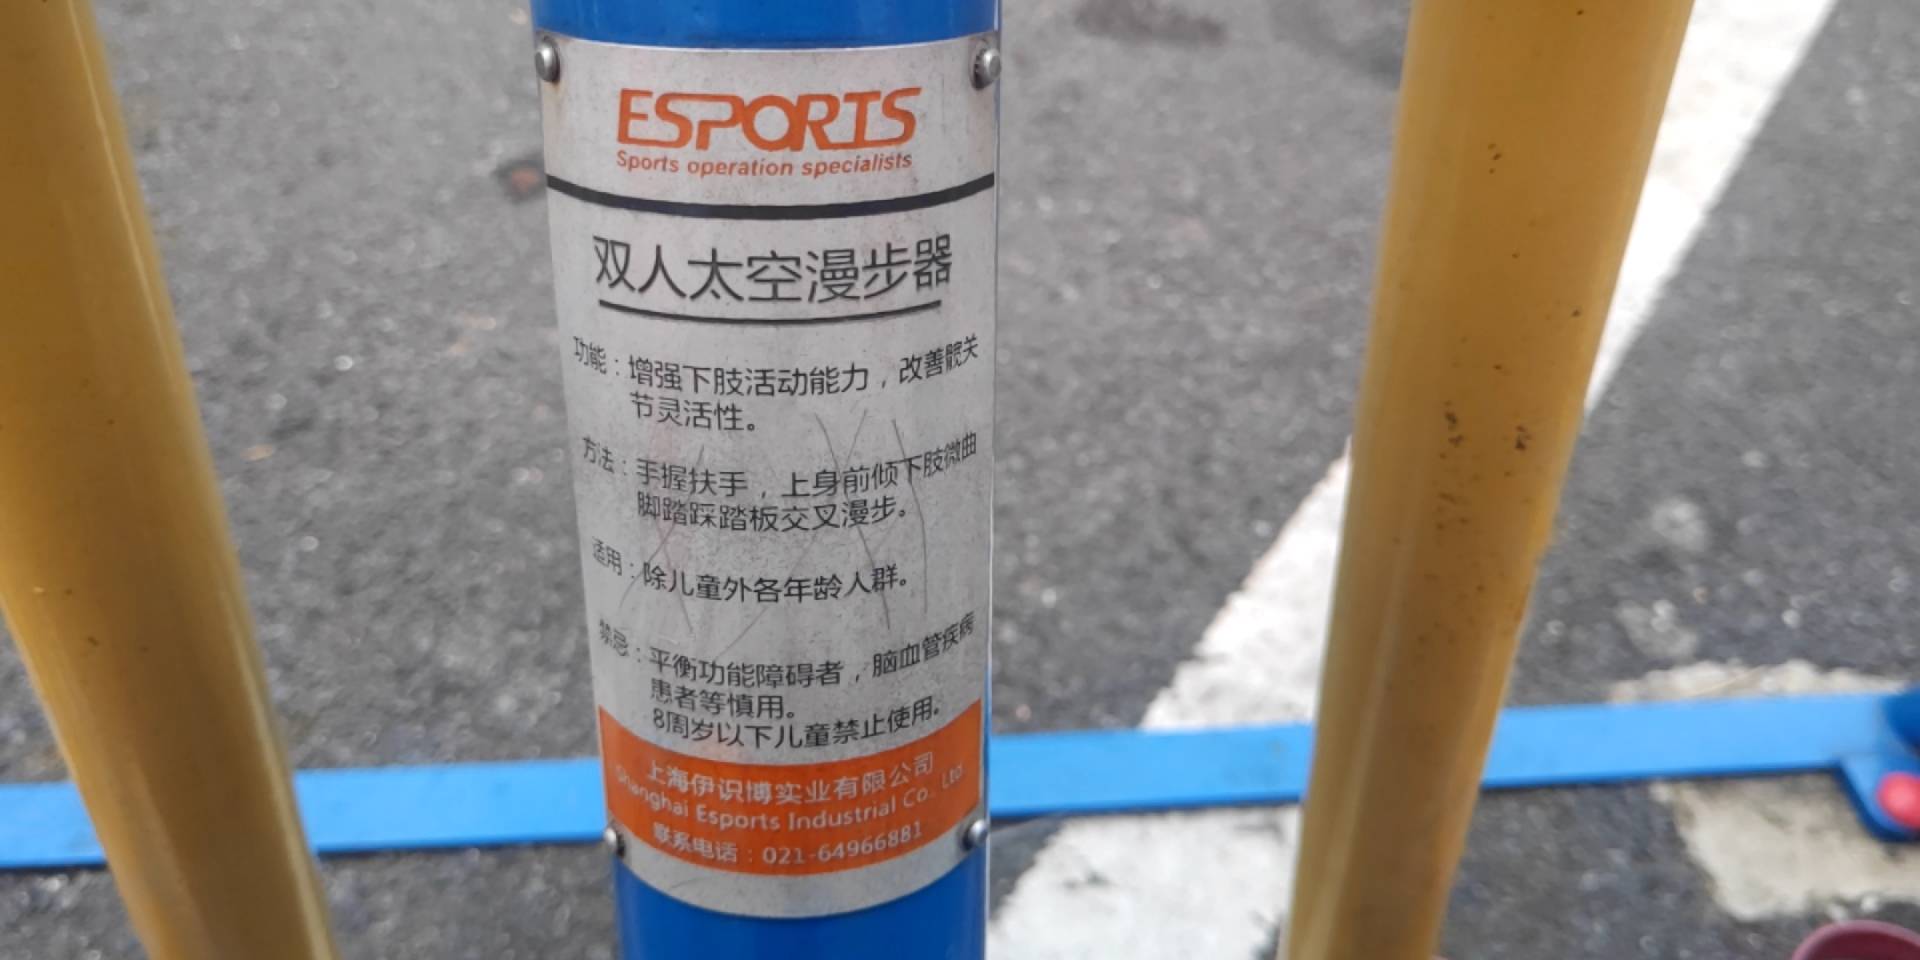 ESPORTS
Sports operation specialists
双人太空漫步器
功能：增强下肢活动能力，改善髋关
节灵活性。
方法：手握扶手，上身前倾下肢微曲
脚踏踩踏板交叉漫步。
适用：除儿童外各年龄人群。
禁忌：平衡功能障碍者，脑血管疾病
患者等慎用。
8周岁以下儿童禁止使用。
上海伊识博实业有限公司
Shanghai Esports Industrial Co. Ltd
联系电话：021-64966881